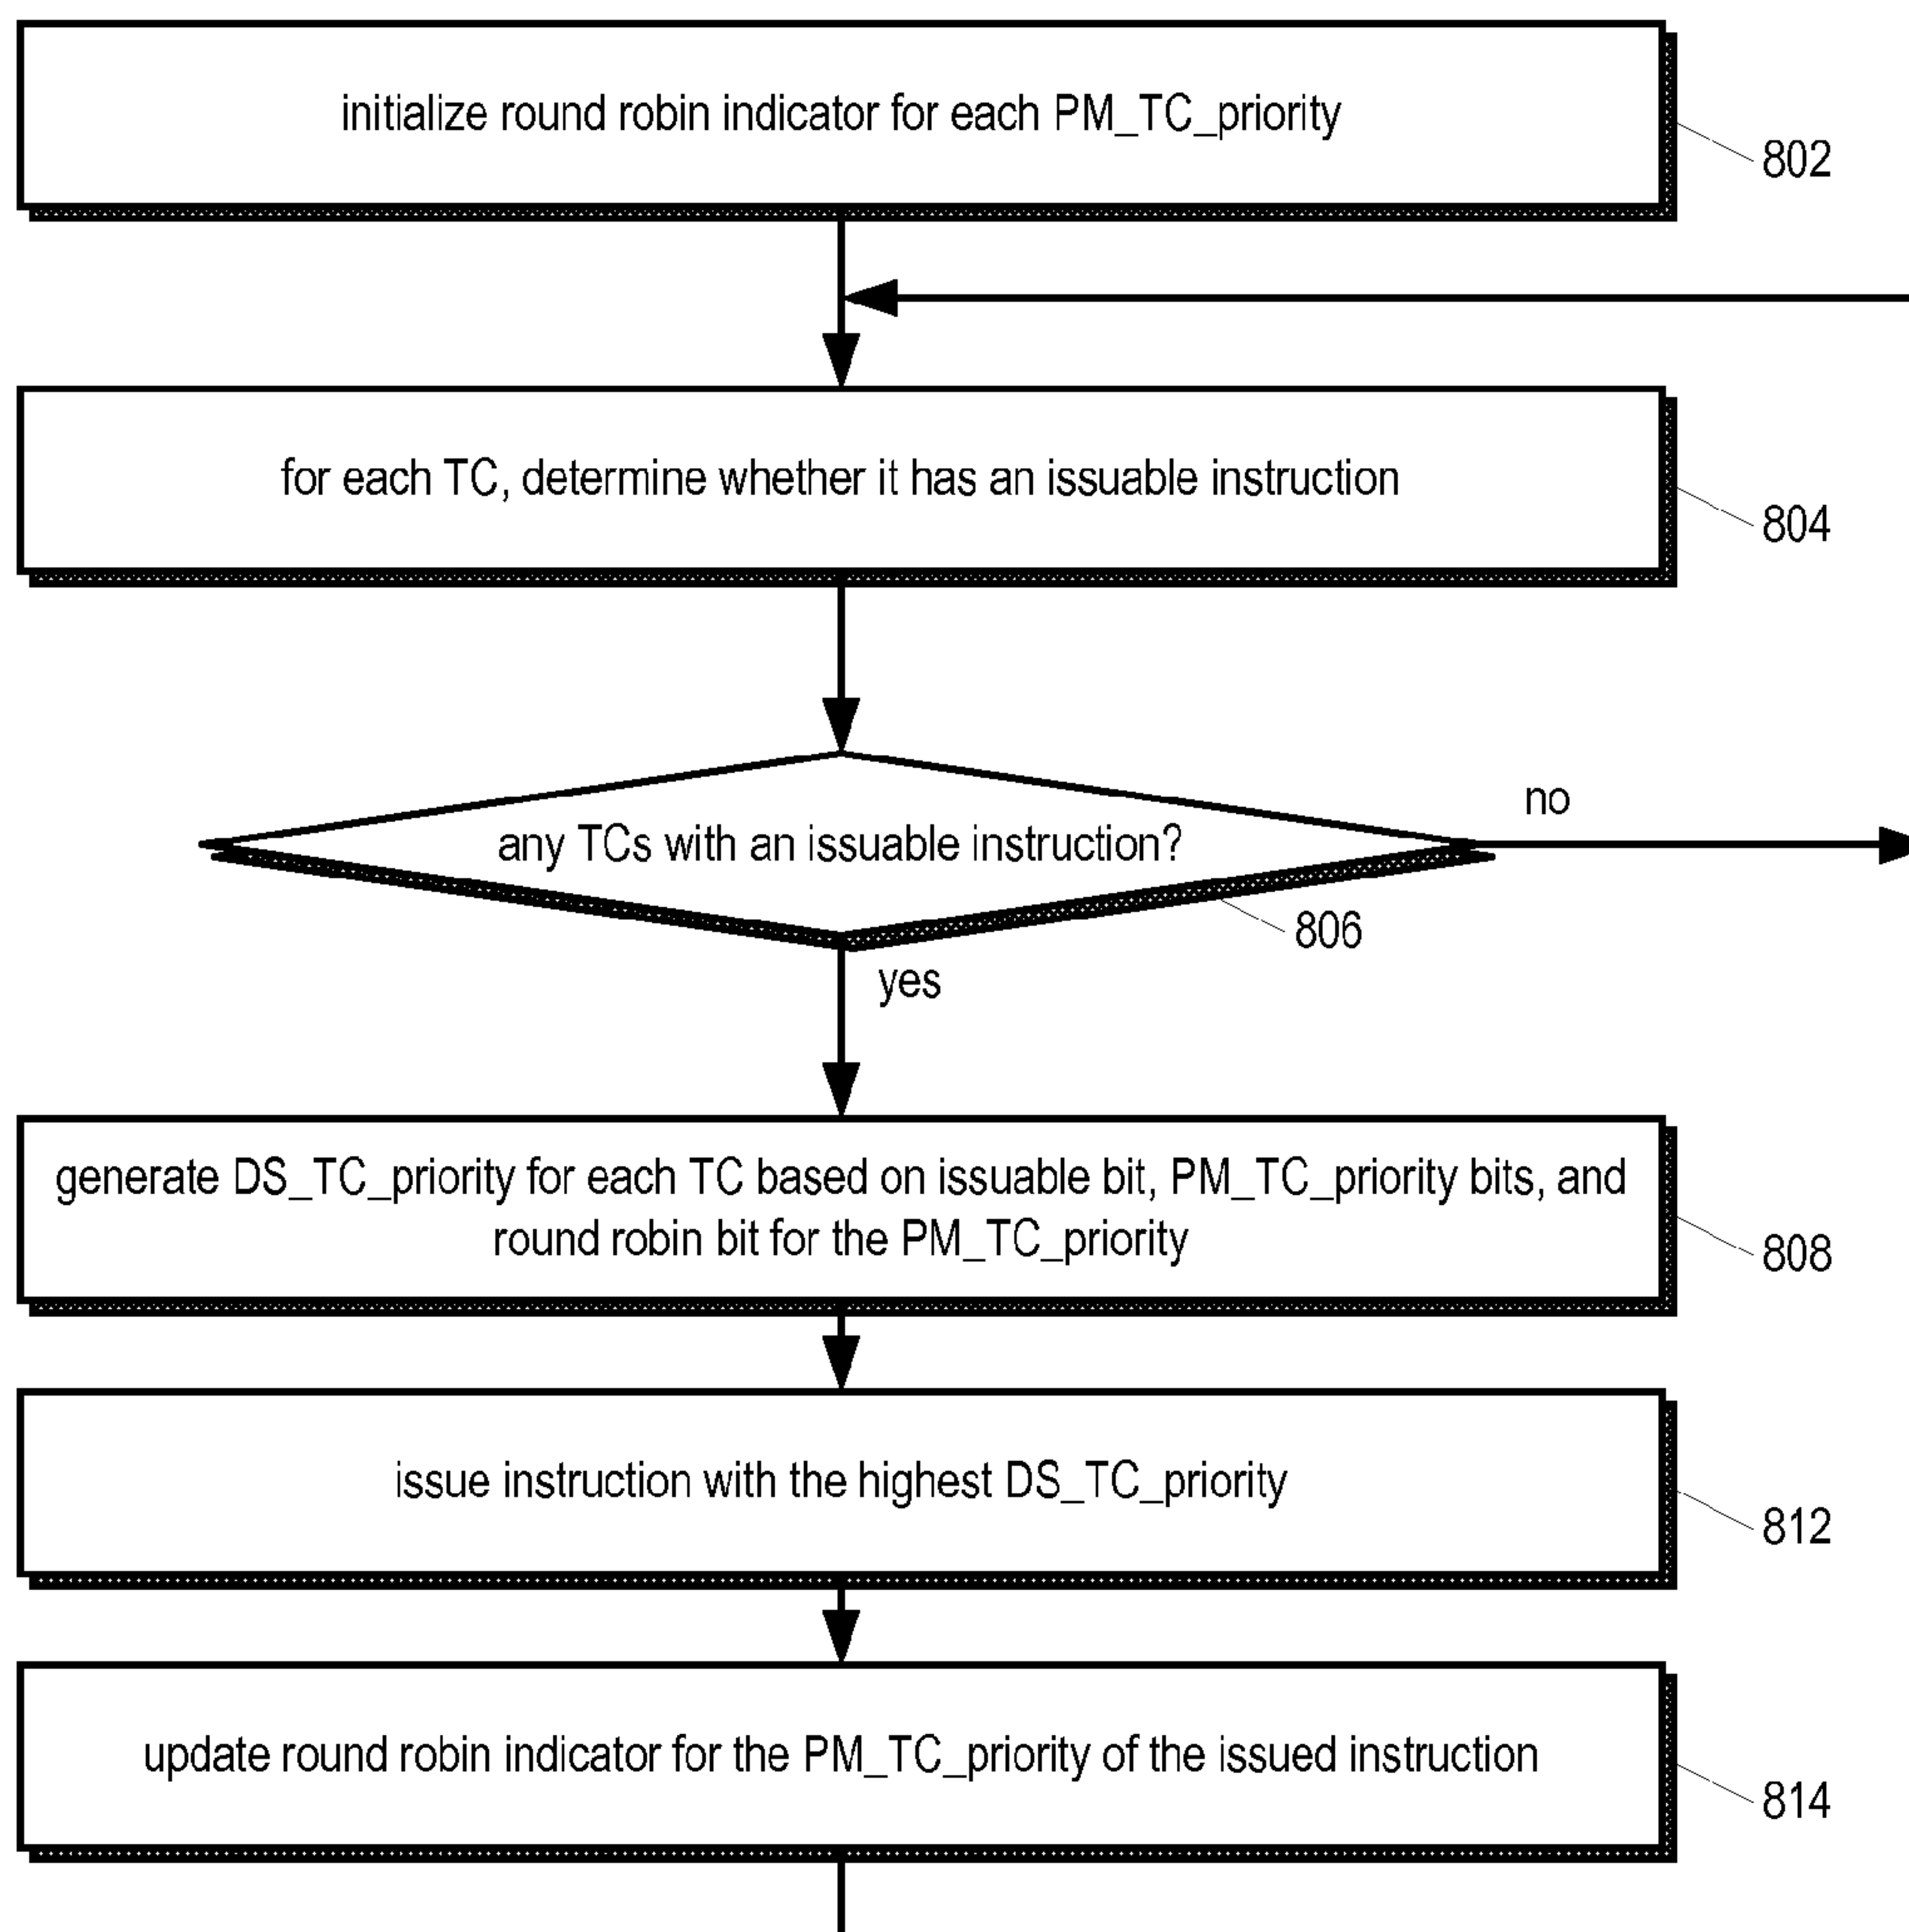 initialize round robin indicator for each PM_TC_priority
802
for each TC, determine whether it has an issuable instruction
804
no
any TCs with an issuable instruction?
806
yes
generate DS_TC_priority for each TC based on issuable bit, PM_TC_priority bits, and
round robin bit for the PM_TC_priority
808
issue instruction with the highest DS_TC_priority
812
update round robin indicator for the PM_TC_priority of the issued instruction
814